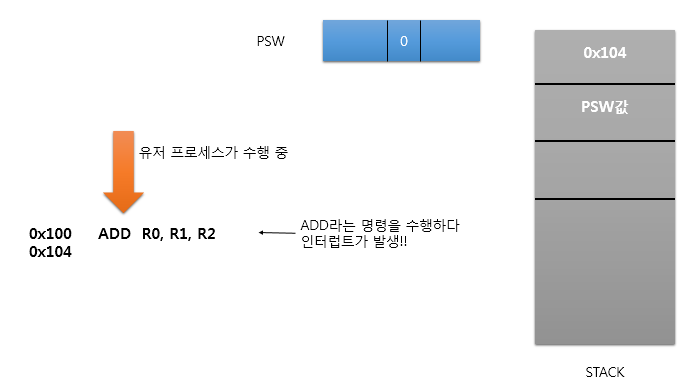 PSW
0
0x104
PSW값
유저 프로세스가 수행 중
0x100 ADD R0, R1, R2
0x104
ADD라는 명령을 수행하다
인터럽트가 발생!!
STACK